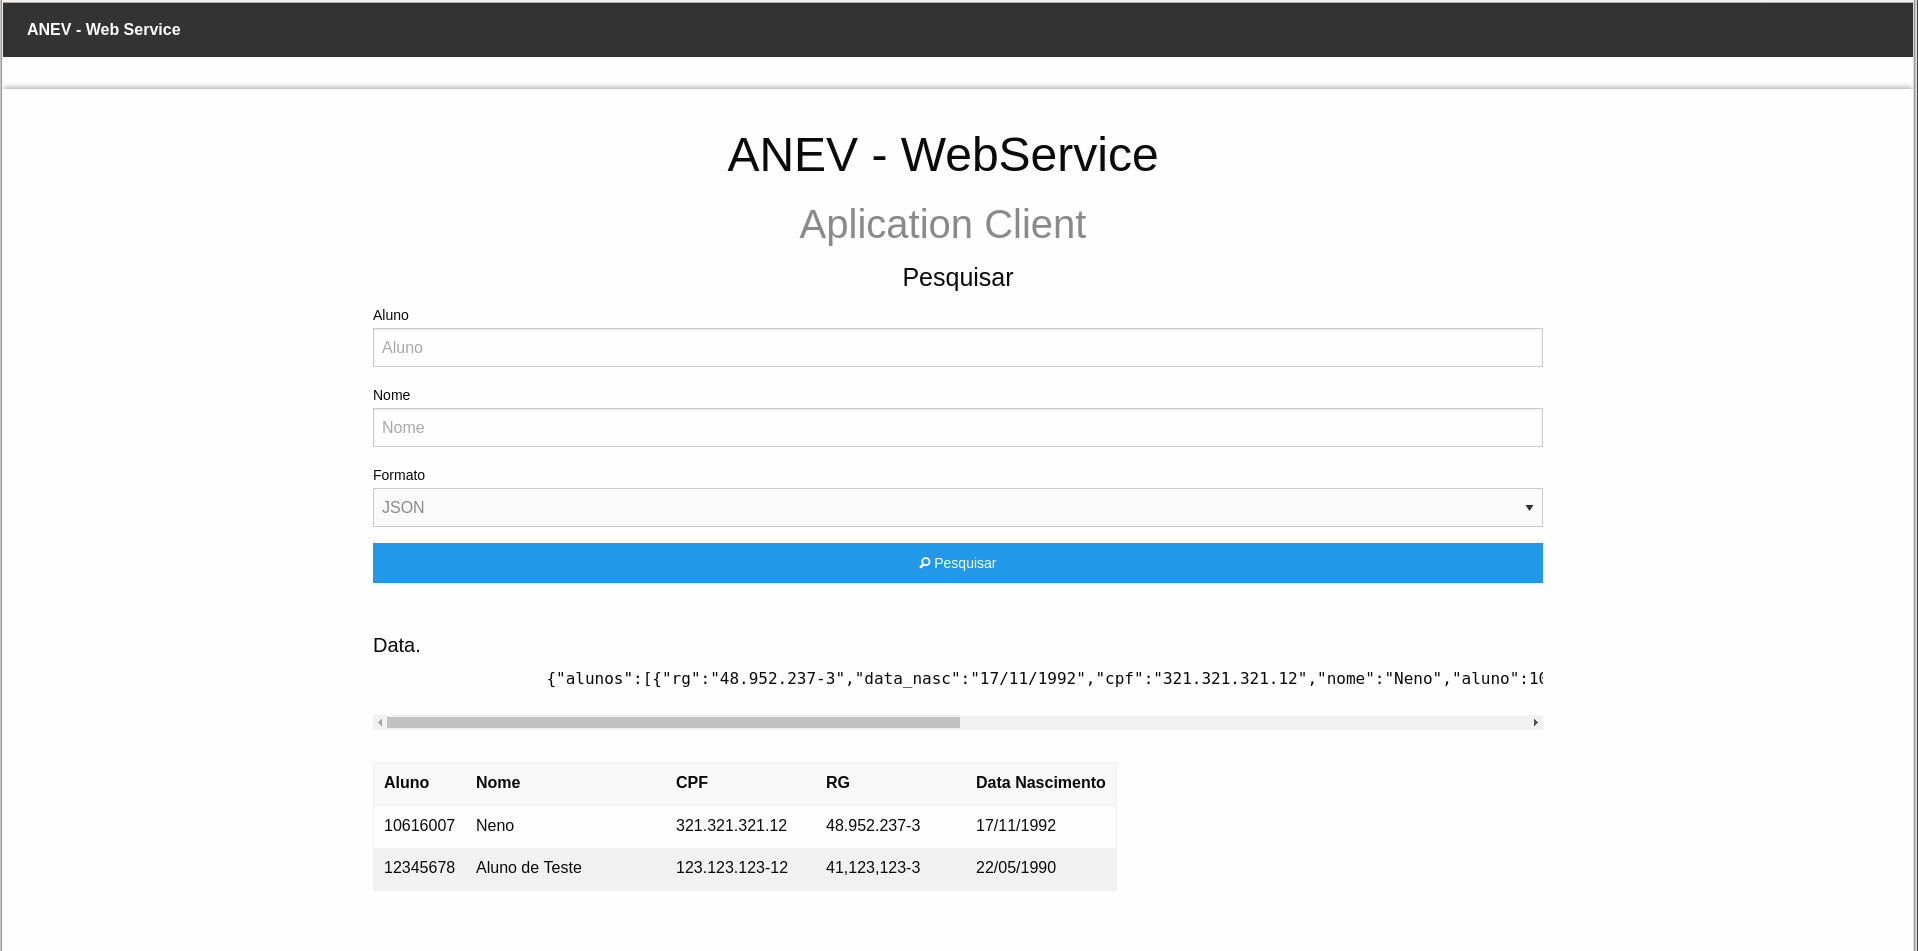 ANEV - Web Service
ANEV - WebService
Aplication Client
Pesquisar
Aluno
Aluno
Nome
Nome
Formato
JSON
Pesquisar
Data.
{"alunos":[{"rg":"48.952.237-3","data_nasc":"17/11/1992","cpf":"321.321.321.12","nome":"Neno","aluno":10
Aluno Nome CPF RG Data Nascimento
10616007 Neno 321.321.321.12 48.952.237-3 17/11/1992
12345678 Aluno de Teste 123.123.123-12 41,123,123-3 22/05/1990